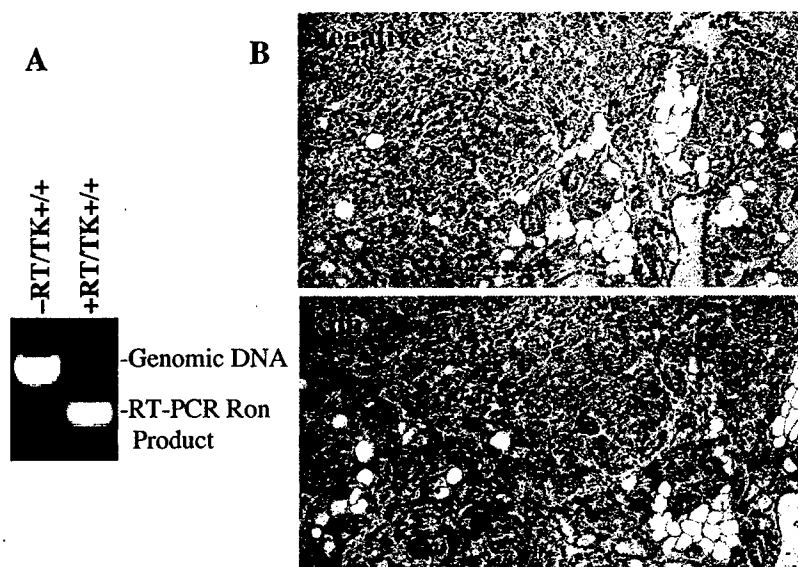 A
B
–RT/TK+/+
+RT/TK+/+
-Genomic DNA
-RT-PCR Ron
Product
Negative